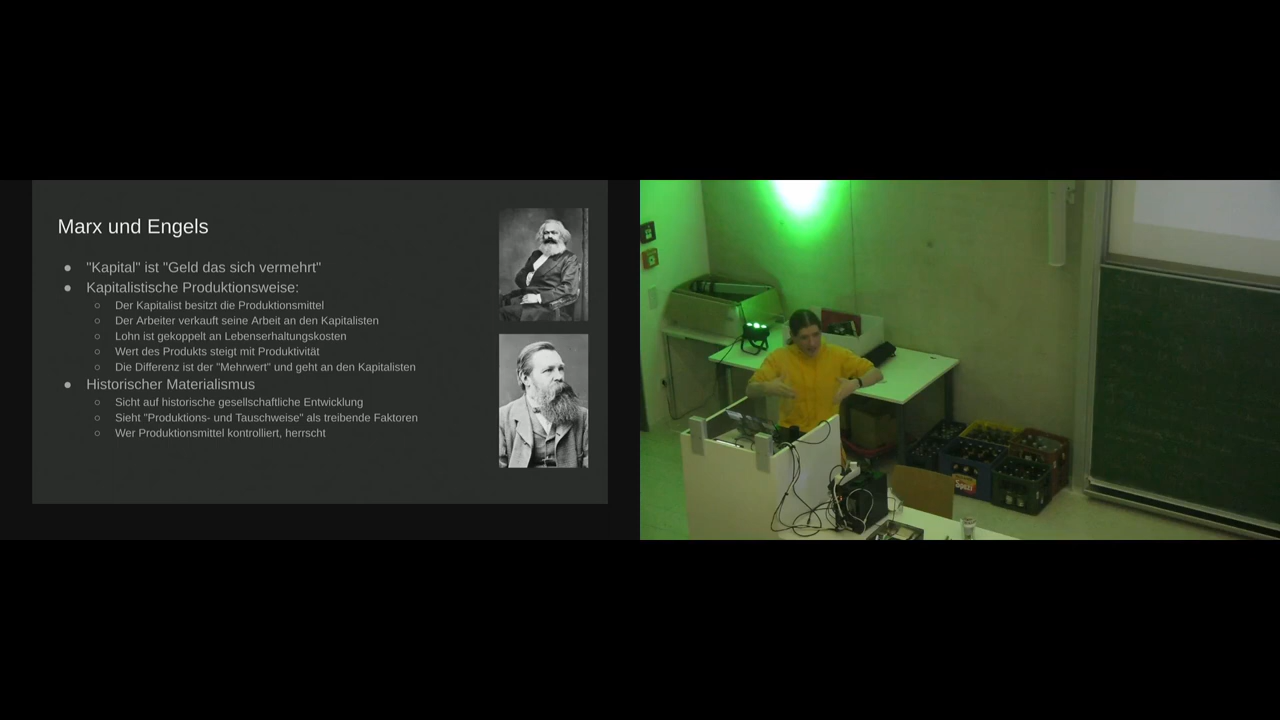 Marx und Engels
"Kapital" ist "Geld das sich vermehrt"
Kapitalistische Produktionsweise:
Der Kapitalist besitzt die Produktionsmittel
Der Arbeiter verkauft seine Arbeit an den Kapitalisten
Lohn ist gekoppelt an Lebenserhaltungskosten
Wert des Produkts steigt mit Produktivität
Die Differenz ist der "Mehrwert" und geht an den Kapitalisten
Historischer Materialismus
Sicht auf historische gesellschaftliche Entwicklung
Sieht "Produktions- und Tauschweise" als treibende Faktoren
Wer Produktionsmittel kontrolliert, herrscht
Spezi